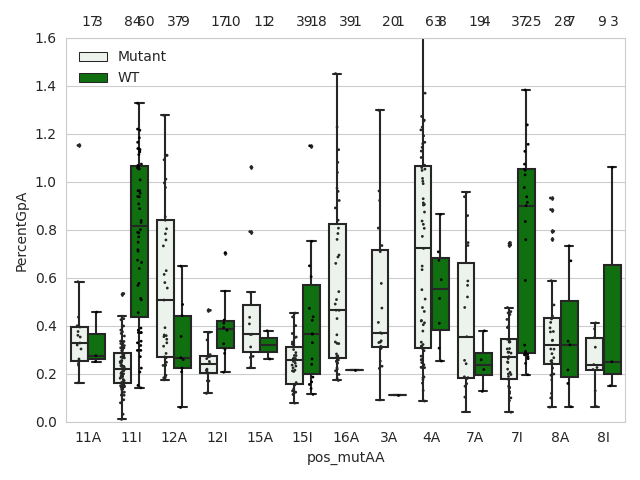 17 3 84 60 37 9 17 10 11 2 39 18 39 1 20 1 63 8 19 4 37 25 28 7 9 3
1.6
1.4
1.2
1.0
0.8
0.6
0.4
0.2
0.0
PercentGpA
Mutant
WT
11A 11I 12A 12I 15A 15I 16A 3A 4A 7A 7I 8A 8I
pos_mutAA